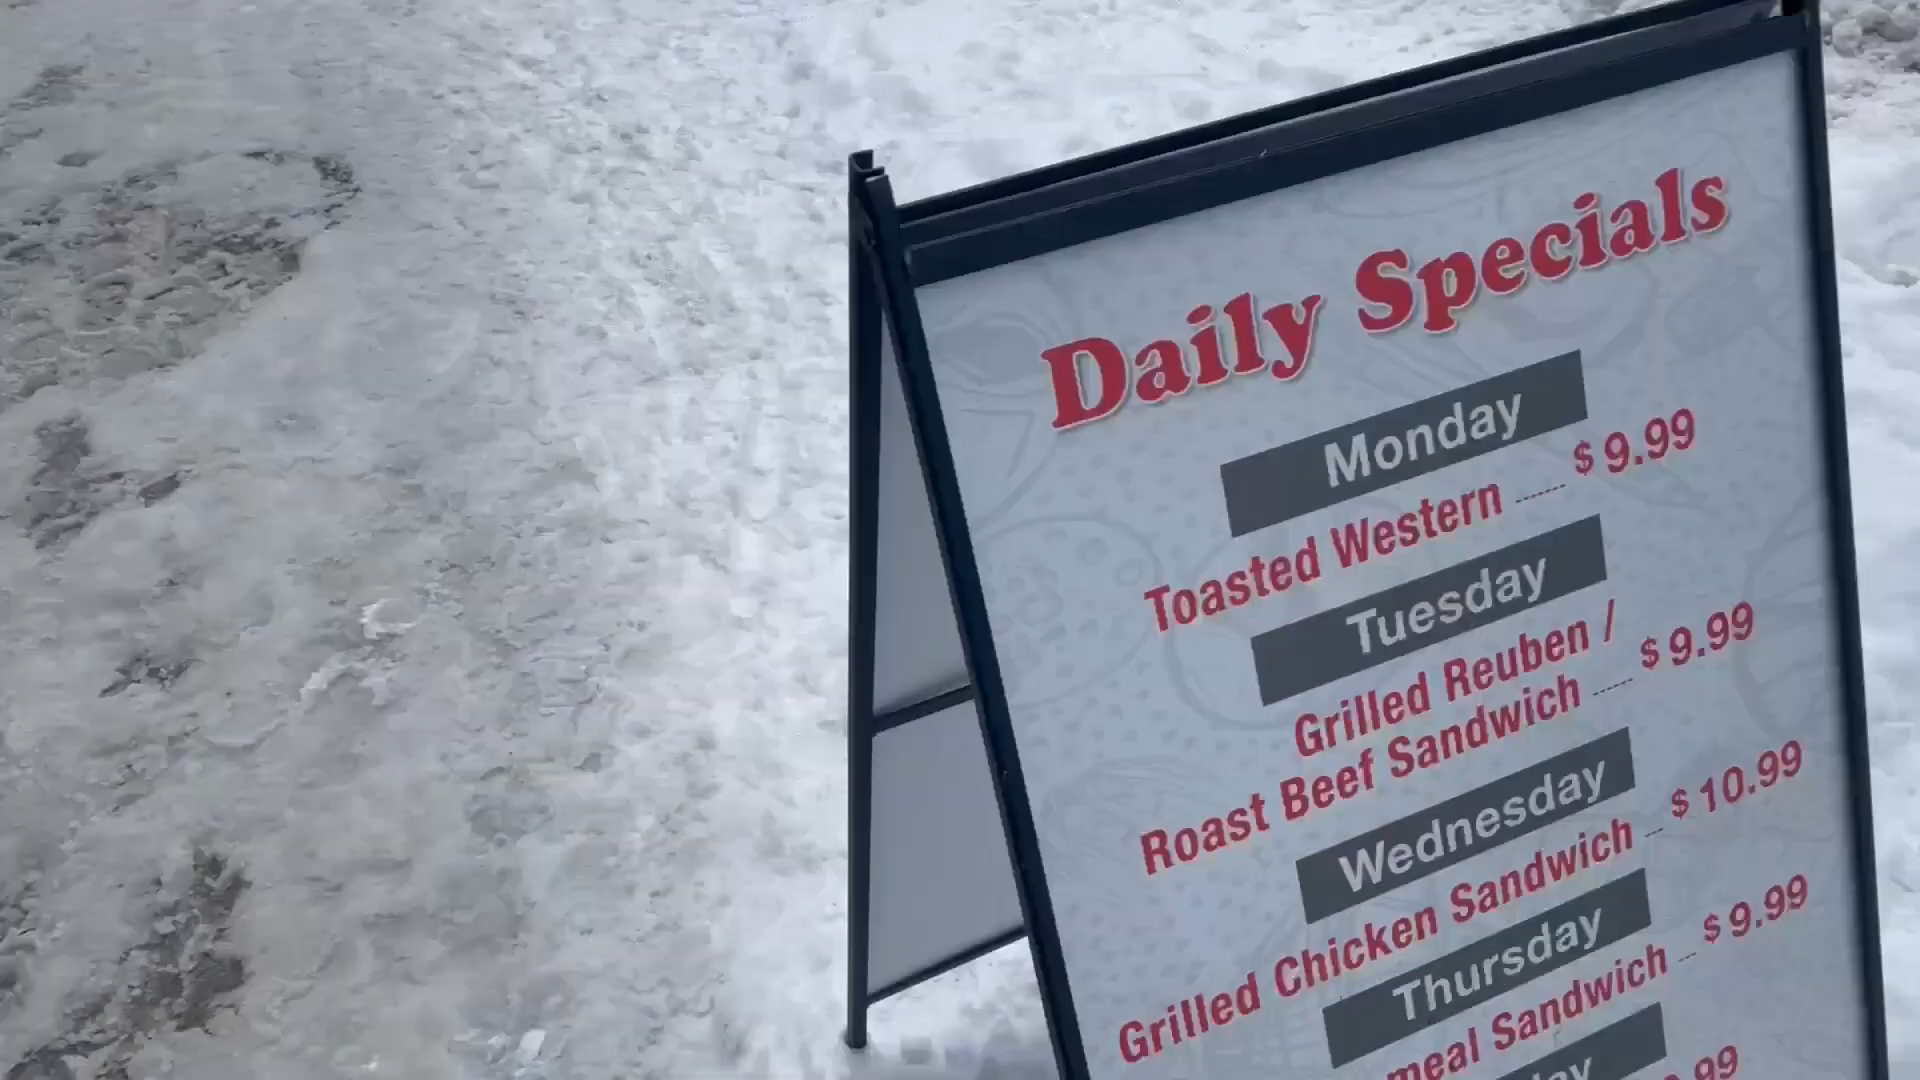 Daily Specials
Monday
Toasted Western ------- $ 9.99
Tuesday
Grilled Reuben /
Roast Beef Sandwich ------ $ 9.99
Wednesday
Grilled Chicken Sandwich --- $ 10.99
Thursday
Sandwich --- $ 9.99